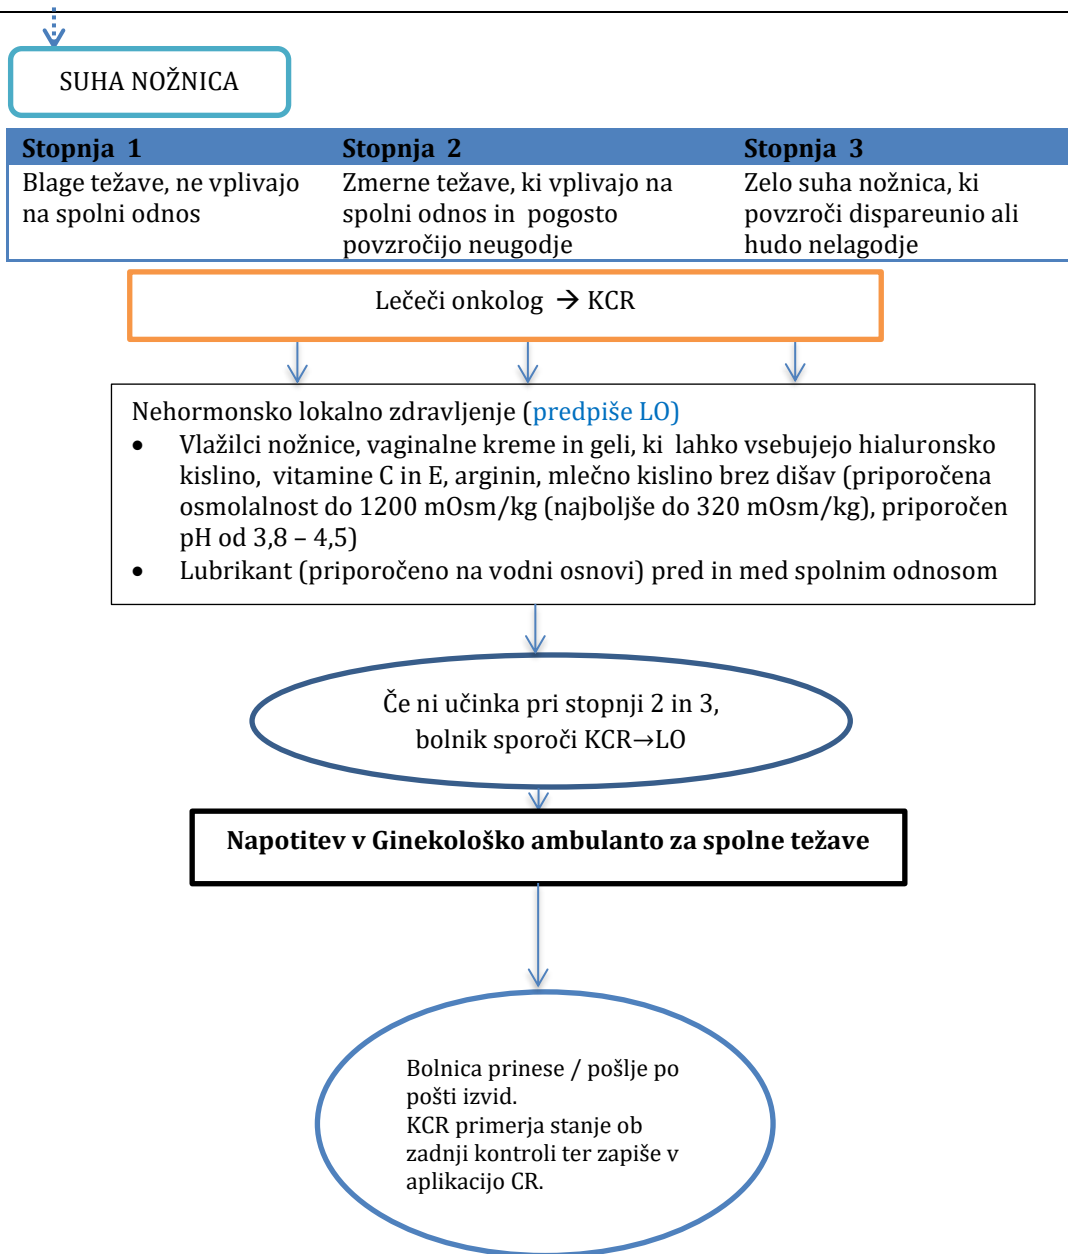 SUHA NOŽNICA
Stopnja 1
Stopnja 2
Stopnja 3
Blage težave, ne vplivajo
na spolni odnos
Zmerne težave, ki vplivajo na
spolni odnos in pogosto
povzročijo neugodje
Zelo suha nožnica, ki
povzroči dispareunio ali
hudo nelagodje
Lečeči onkolog → KCR
Nehormonsko lokalno zdravljenje (predpiše LO)
• Vlažilci nožnice, vaginalne kreme in geli, ki lahko vsebujejo hialuronsko
kislino, vitamine C in E, arginin, mlečno kislino brez dišav (priporočena
osmolalnost do 1200 mOsm/kg (najboljše do 320 mOsm/kg), priporočen
pH od 3,8 – 4,5)
• Lubrikant (priporočeno na vodni osnovi) pred in med spolnim odnosom
Če ni učinka pri stopnji 2 in 3,
bolnik sporoči KCR→LO
Napotitev v Ginekološko ambulanto za spolne težave
Bolnica prinese / pošlje po
pošti izvid.
KCR primerja stanje ob
zadnji kontroli ter zapiše v
aplikacijo CR.